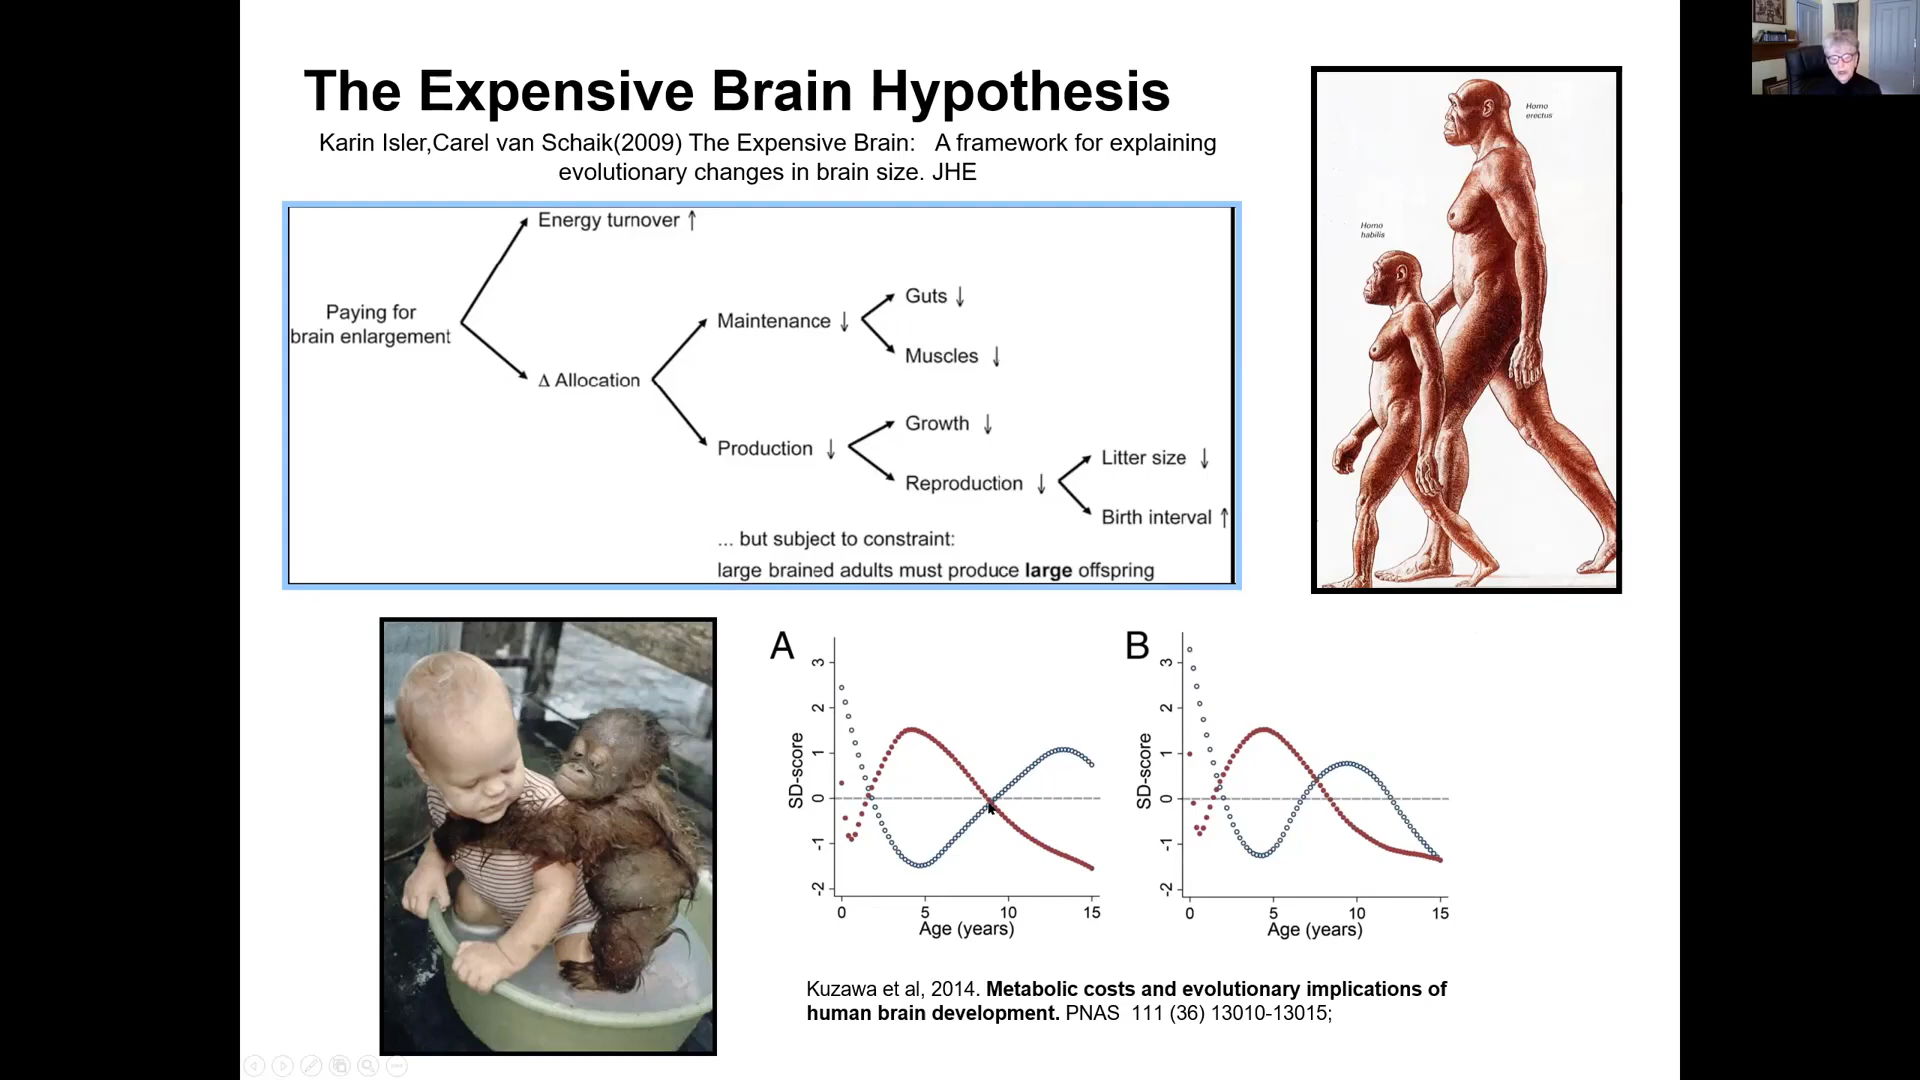 The Expensive Brain Hypothesis
Karin Isler,Carel van Schaik(2009) The Expensive Brain: A framework for explaining
evolutionary changes in brain size. JHE
Energy turnover ↑
Paying for
brain enlargement
Δ Allocation
Maintenance ↓
Guts ↓
Muscles ↓
Production ↓
Growth ↓
Reproduction ↓
Litter size ↓
Birth interval ↑
... but subject to constraint:
large brained adults must produce large offspring
Homo
erectus
Homo
habilis
A
SD-score
3
2
1
0
-1
-2
0 5 10 15
Age (years)
B
SD-score
3
2
1
0
-1
-2
0 5 10 15
Age (years)
Kuzawa et al, 2014. Metabolic costs and evolutionary implications of
human brain development. PNAS 111 (36) 13010-13015;